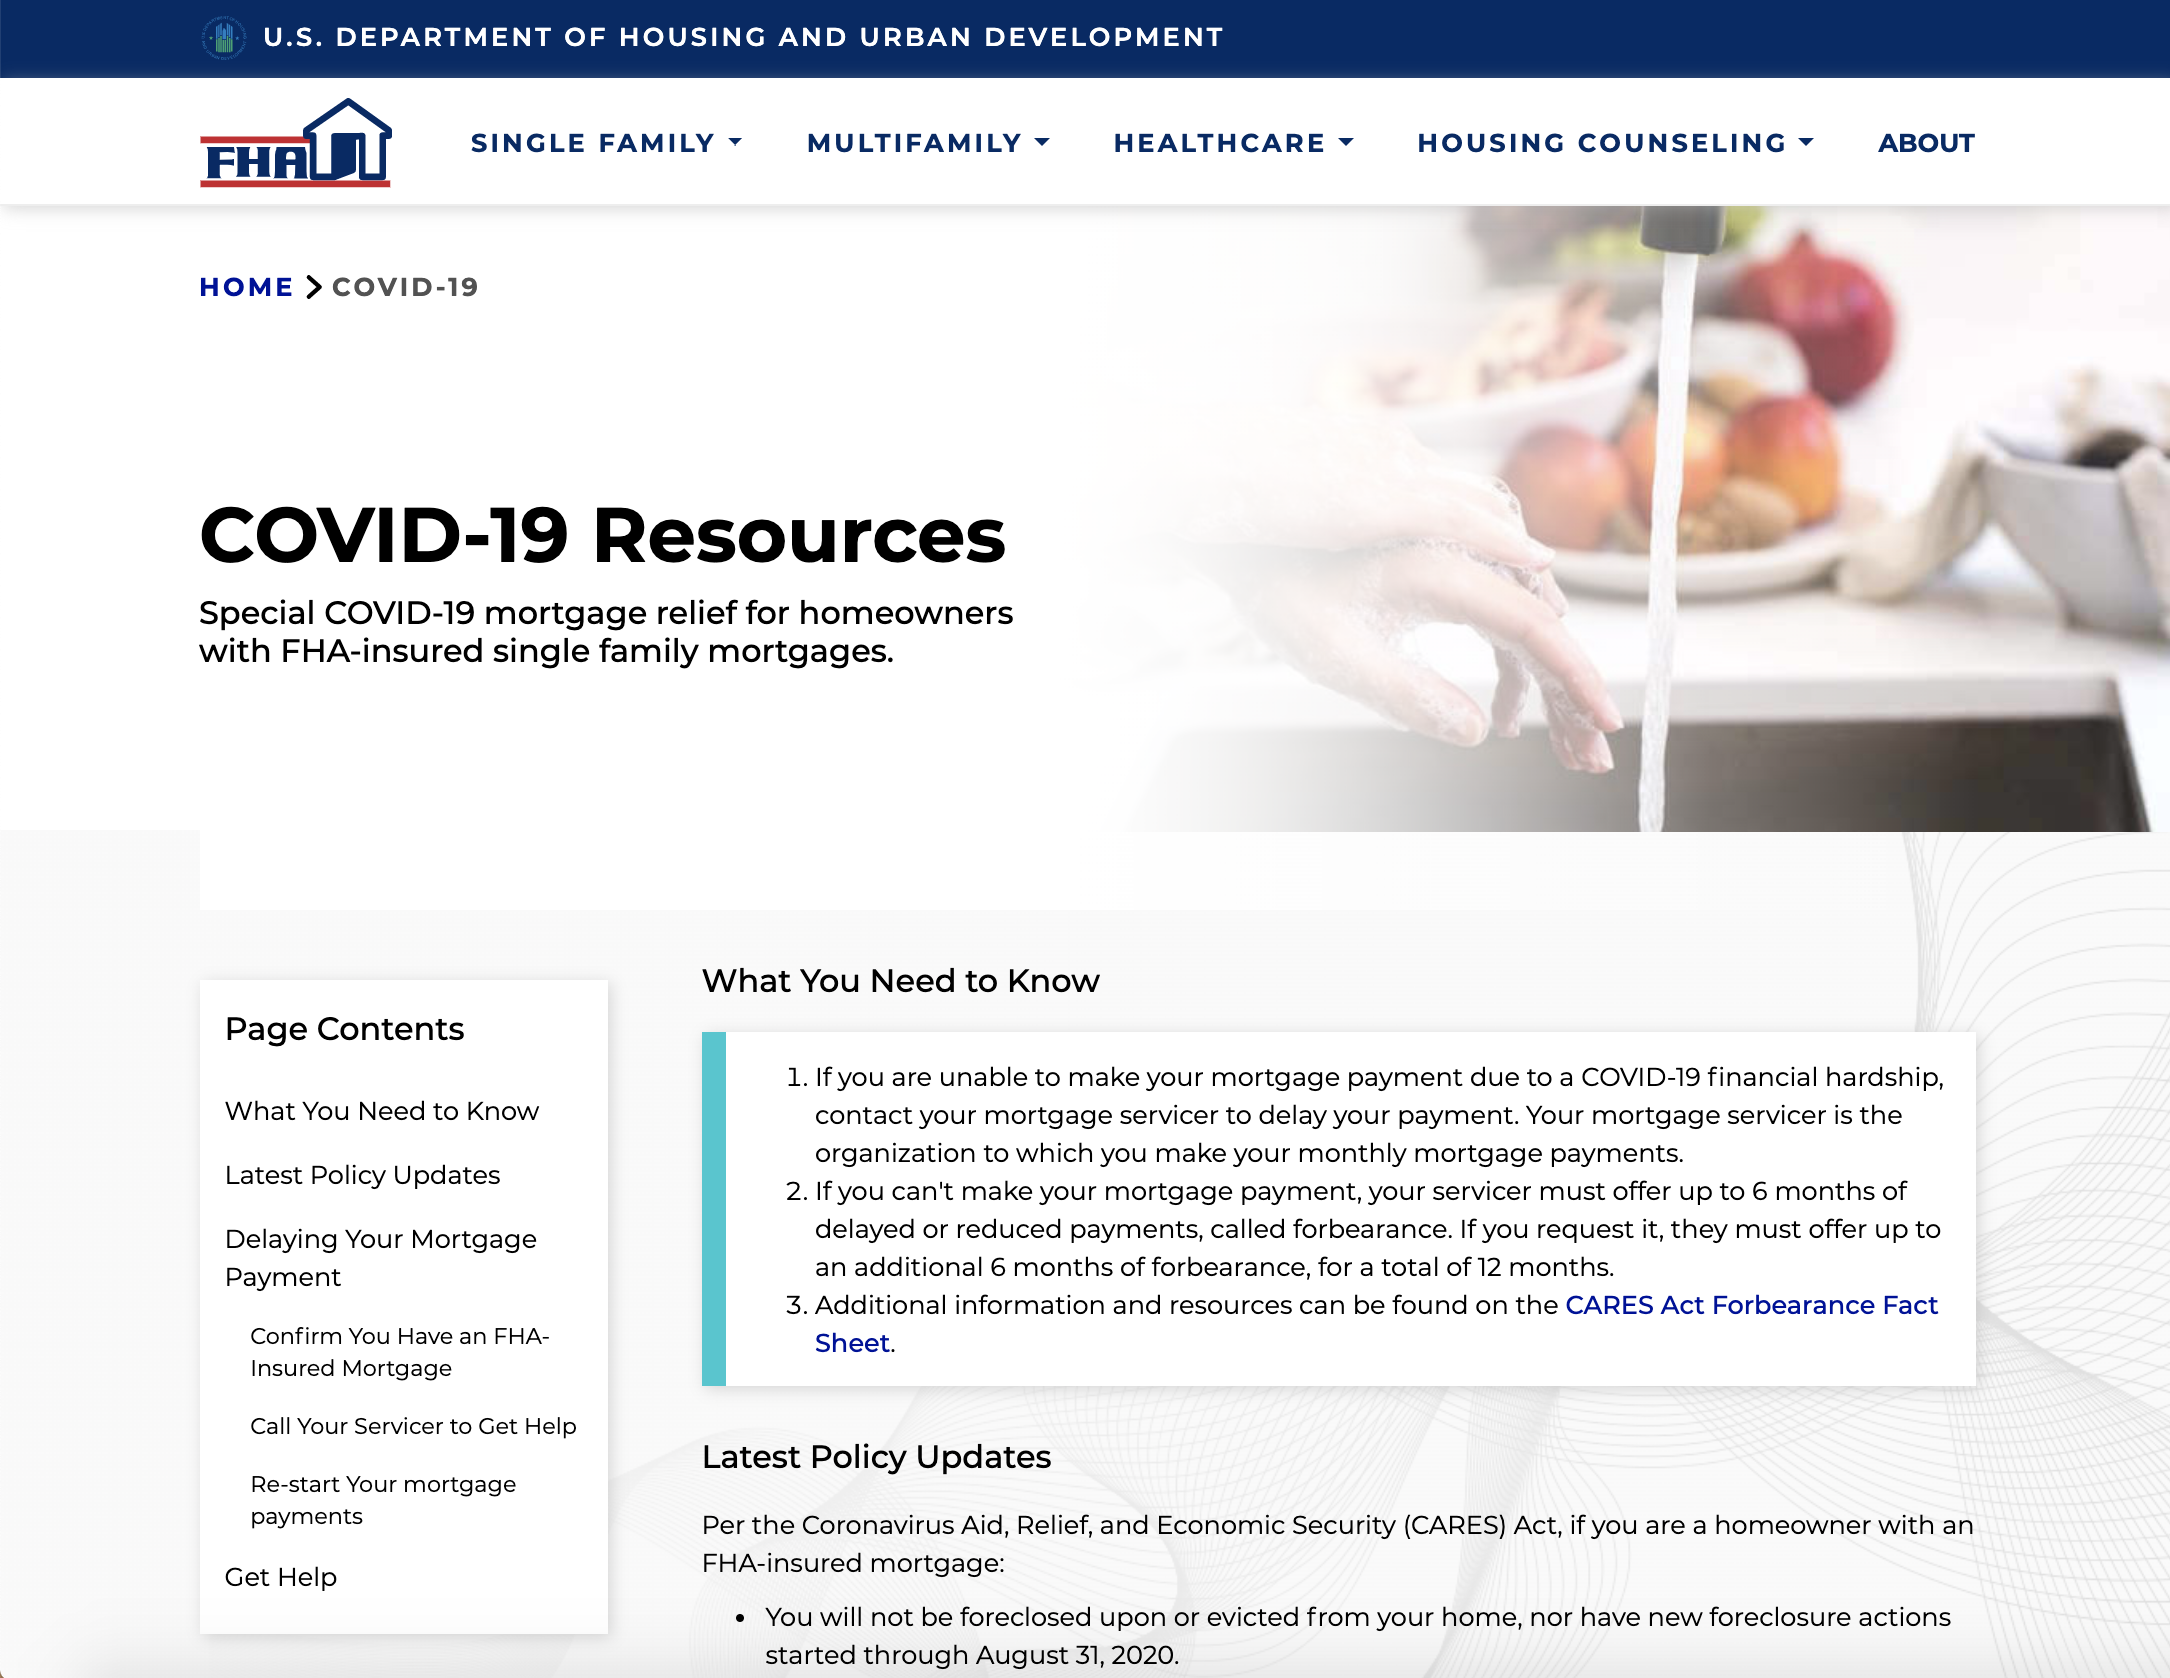 U.S. DEPARTMENT OF HOUSING AND URBAN DEVELOPMENT
FHA
SINGLE FAMILY
MULTIFAMILY
HEALTHCARE
HOUSING COUNSELING
ABOUT
HOME
COVID-19
COVID-19 Resources
Special COVID-19 mortgage relief for homeowners
with FHA-insured single family mortgages.
Page Contents
What You Need to Know
Latest Policy Updates
Delaying Your Mortgage
Payment
Confirm You Have an FHA-
Insured Mortgage
Call Your Servicer to Get Help
Re-start Your mortgage
payments
Get Help
What You Need to Know
1. If you are unable to make your mortgage payment due to a COVID-19 financial hardship,
contact your mortgage servicer to delay your payment. Your mortgage servicer is the
organization to which you make your monthly mortgage payments.
2. If you can't make your mortgage payment, your servicer must offer up to 6 months of
delayed or reduced payments, called forbearance. If you request it, they must offer up to
an additional 6 months of forbearance, for a total of 12 months.
3. Additional information and resources can be found on the CARES Act Forbearance Fact
Sheet.
Latest Policy Updates
Per the Coronavirus Aid, Relief, and Economic Security (CARES) Act, if you are a homeowner with an
FHA-insured mortgage:
• You will not be foreclosed upon or evicted from your home, nor have new foreclosure actions
started through August 31, 2020.